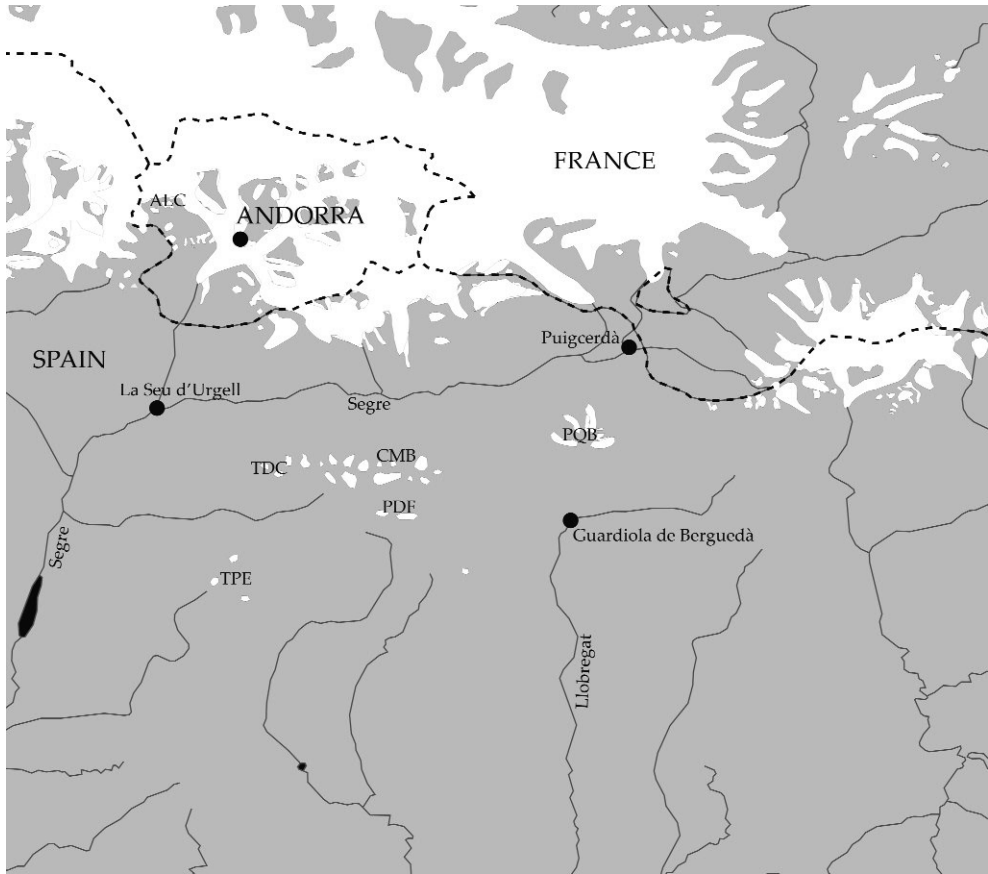 FRANCE
ALC
ANDORRA
Puigcerdà
SPAIN
La Seu d'Urgell
Segre
PQB
CMB
TDC
PDF
Guardiola de Berguedà
Segre
TPE
Llobregat